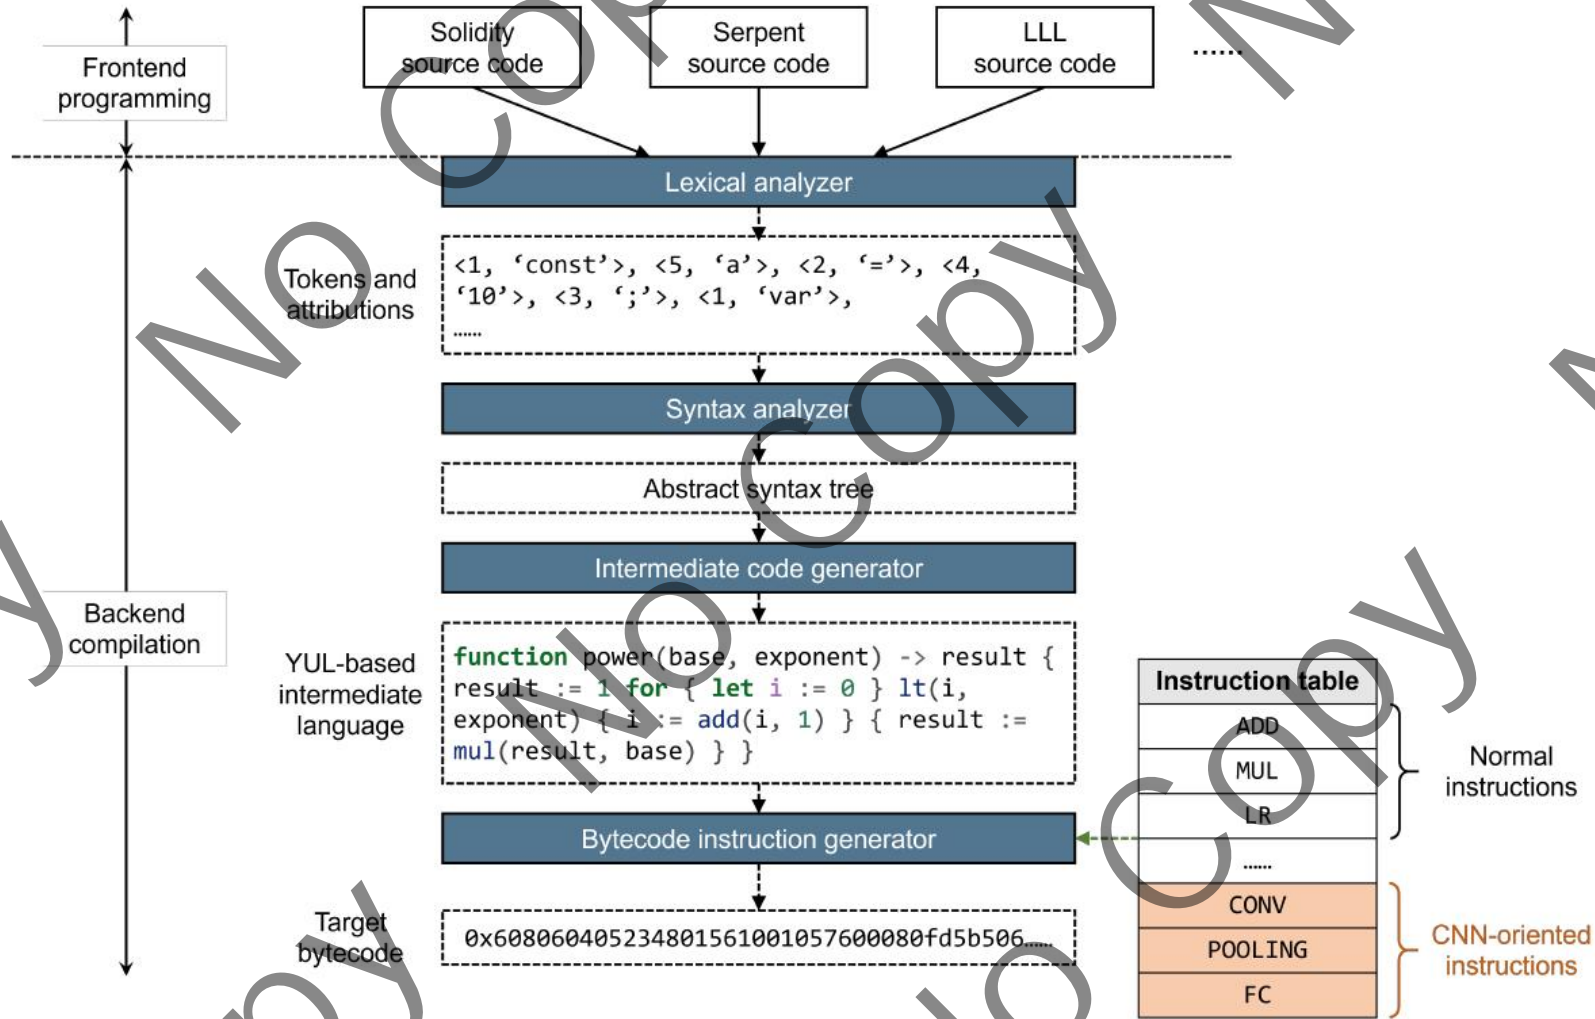 Frontend
programming
Solidity
source code
Serpent
source code
LLL
source code
......
Lexical analyzer
Tokens and
attributions
<1, ‘const’>, <5, ‘a’>, <2, ‘=’>, <4,
‘10’>, <3, ‘;’>, <1, ‘var’>,
......
Syntax analyzer
Abstract syntax tree
Intermediate code generator
Backend
compilation
YUL-based
intermediate
language
function power(base, exponent) -> result {
result := 1 for { let i := 0 } lt(i,
exponent) { i := add(i, 1) } { result :=
mul(result, base) } }
Bytecode instruction generator
Target
bytecode
0x608060405234801561001057600080fd5b506......
Instruction table
ADD
MUL
LR
......
CONV
POOLING
FC
Normal
instructions
CNN-oriented
instructions
No Copy
No Copy
No Copy